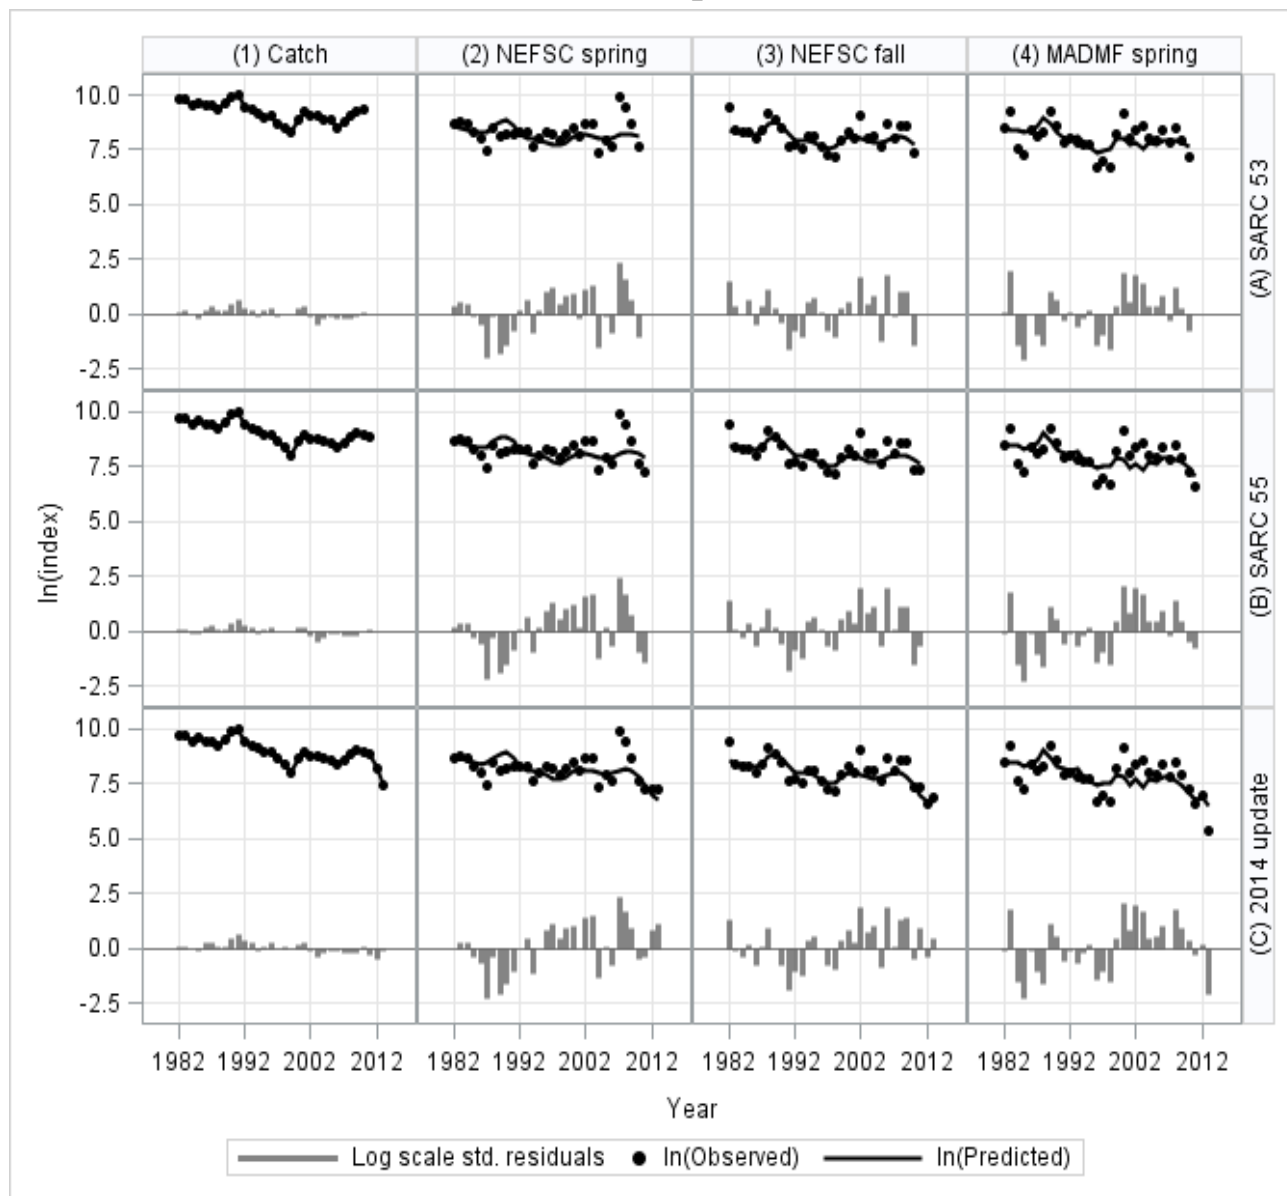 (1) Catch (2) NEFSC spring (3) NEFSC fall (4) MADMF spring
10.0
7.5
5.0
2.5
0.0
-2.5
(A) SARC 53
10.0
7.5
5.0
2.5
0.0
-2.5
(B) SARC 55
10.0
7.5
5.0
2.5
0.0
-2.5
(C) 2014 update
ln(index)
1982 1992 2002 2012 1982 1992 2002 2012 1982 1992 2002 2012 1982 1992 2002 2012
Year
Log scale std. residuals ln(Observed) ln(Predicted)